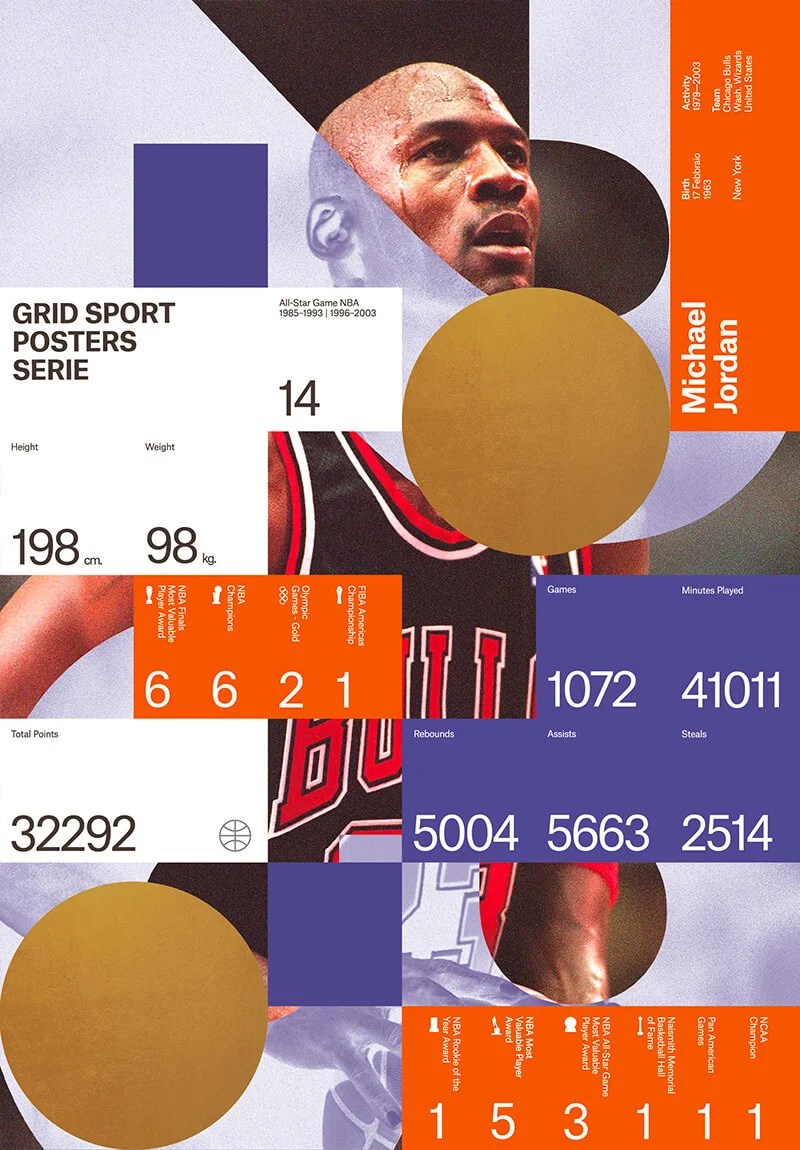 Activity
1979—2003
Team
Chicago Bulls
Wash. Wizards
United States
Birth
17 Febbraio
1963
New York
Michael
Jordan
GRID SPORT
POSTERS
SERIE
All-Star Game NBA
1985–1993 | 1996–2003
14
Height
198 cm.
Weight
98 kg.
NBA Finals
Most Valuable
Player Award
6
NBA
Champions
6
Olympic
Games - Gold
2
FIBA Americas
Championship
1
Games
1072
Minutes Played
41011
Total Points
32292
BULL
BU
Rebounds
5004
Assists
5663
Steals
2514
NBA Rookie of the
Year Award
1
NBA Most
Valuable Player
Award
5
NBA All-Star Game
Most Valuable
Player Award
3
Naismith Memorial
Basketball Hall
of Fame
1
Pan American
Games
1
NCAA
Champion
1